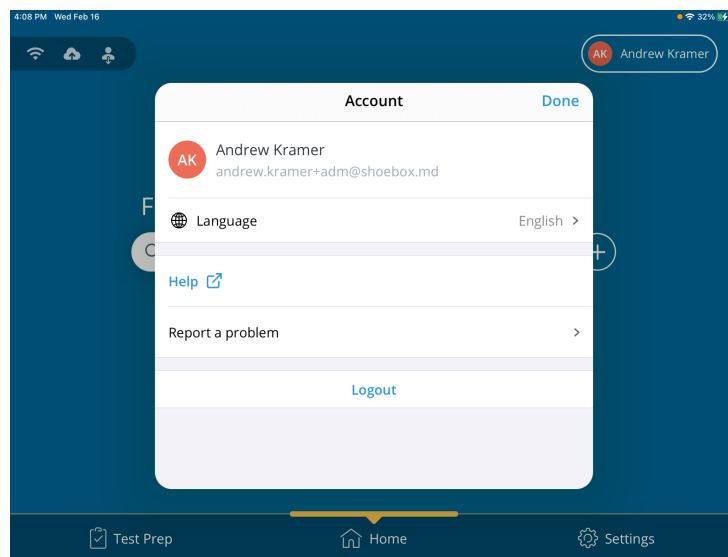 4:08 PM Wed Feb 16 32%
AK Andrew Kramer
Account Done
AK Andrew Kramer
andrew.kramer+adm@shoebox.md
F
Language English
Help
Report a problem
Logout
Test Prep Home Settings